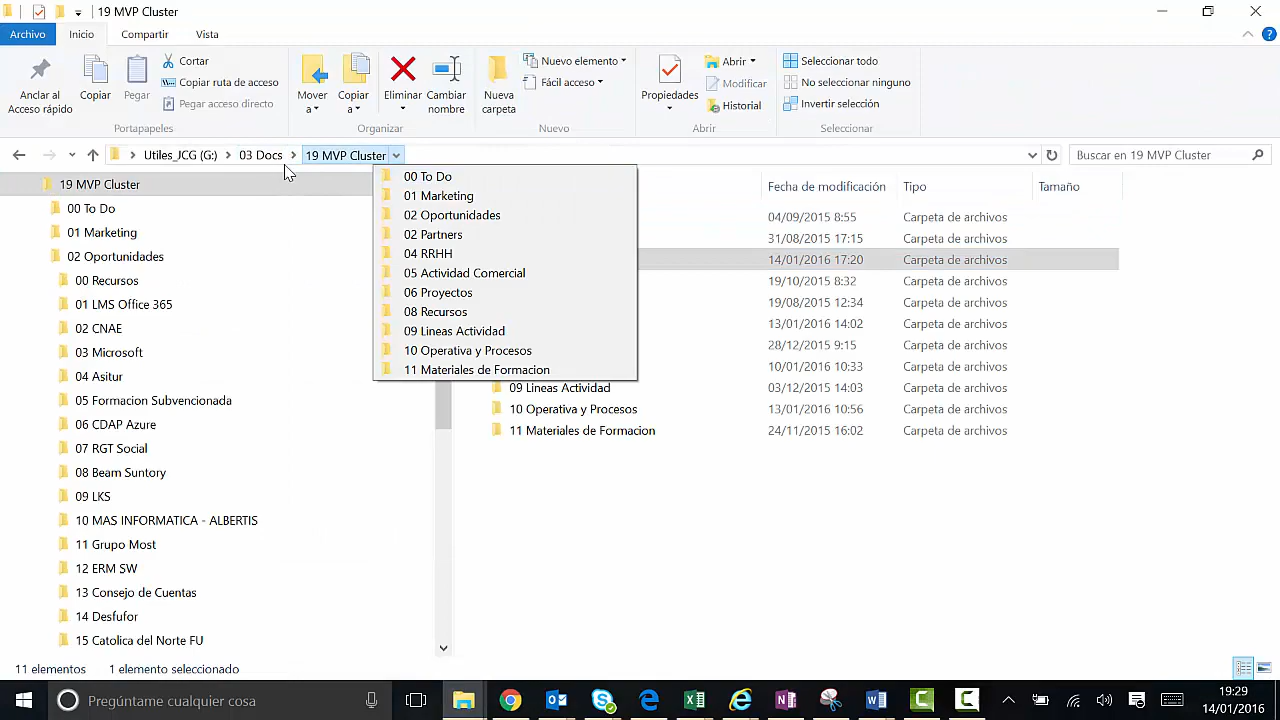 19 MVP Cluster
Archivo Inicio Compartir Vista
Anclar al Acceso rápido
Copiar
Pegar
Cortar
Copiar ruta de acceso
Pegar acceso directo
Portapapeles
Mover a
Copiar a
Eliminar
Cambiar nombre
Organizar
Nueva carpeta
Nuevo elemento
Fácil acceso
Nuevo
Propiedades
Abrir
Modificar
Historial
Abrir
Seleccionar todo
No seleccionar ninguno
Invertir selección
Seleccionar
Utiles_JCG (G:) 03 Docs 19 MVP Cluster
Buscar en 19 MVP Cluster
19 MVP Cluster
00 To Do
01 Marketing
02 Oportunidades
00 Recursos
01 LMS Office 365
02 CNAE
03 Microsoft
04 Asitur
05 Formacion Subvencionada
06 CDAP Azure
07 RGT Social
08 Beam Suntory
09 LKS
10 MAS INFORMATICA - ALBERTIS
11 Grupo Most
12 ERM SW
13 Consejo de Cuentas
14 Desfufor
15 Catolica del Norte FU
00 To Do
01 Marketing
02 Oportunidades
02 Partners
04 RRHH
05 Actividad Comercial
06 Proyectos
08 Recursos
09 Lineas Actividad
10 Operativa y Procesos
11 Materiales de Formacion
Fecha de modificación Tipo Tamaño
04/09/2015 8:55 Carpeta de archivos
31/08/2015 17:15 Carpeta de archivos
14/01/2016 17:20 Carpeta de archivos
19/10/2015 8:32 Carpeta de archivos
19/08/2015 12:34 Carpeta de archivos
13/01/2016 14:02 Carpeta de archivos
28/12/2015 9:15 Carpeta de archivos
10/01/2016 10:33 Carpeta de archivos
09 Lineas Actividad 03/12/2015 14:03 Carpeta de archivos
10 Operativa y Procesos 13/01/2016 10:56 Carpeta de archivos
11 Materiales de Formacion 24/11/2015 16:02 Carpeta de archivos
11 elementos 1 elemento seleccionado
Pregúntame cualquier cosa
19:29
14/01/2016